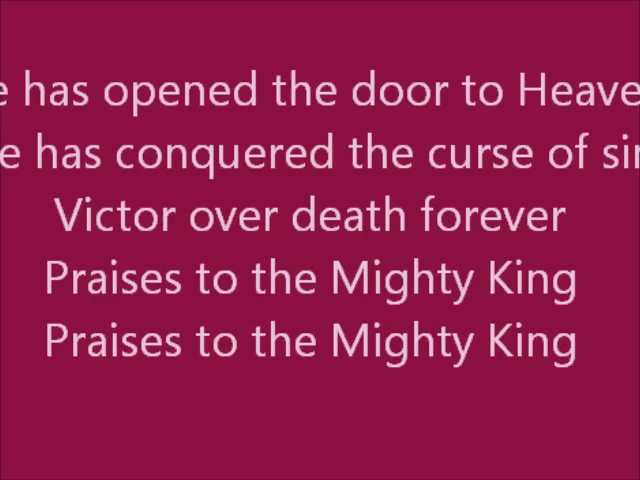 e has opened the door to Heave
e has conquered the curse of sin
Victor over death forever
Praises to the Mighty King
Praises to the Mighty King